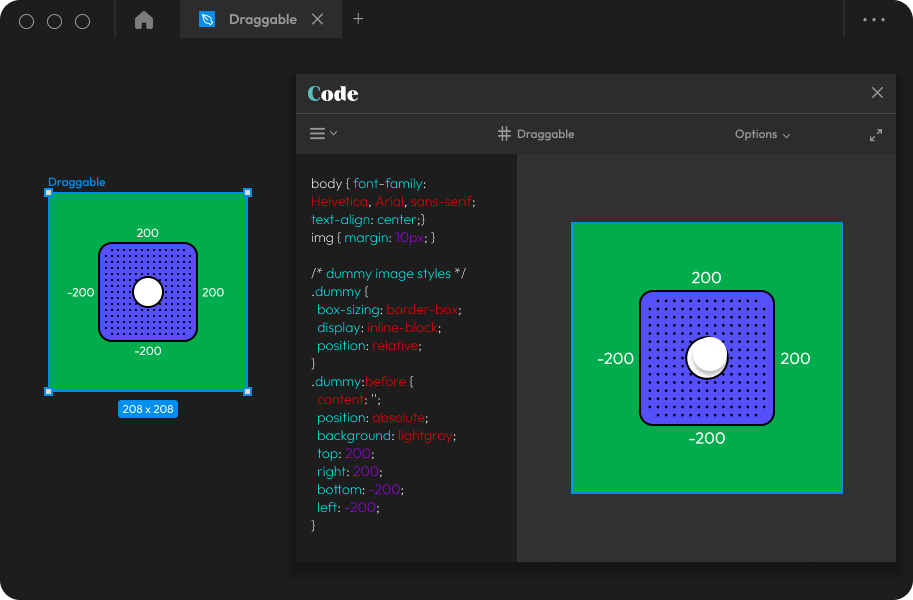 Draggable
Code
Draggable
Options
Draggable
200
-200
200
-200
208 x 208
body { font-family:
Helvetica, Arial, sans-serif;
text-align: center;}
img { margin: 10px; }
/* dummy image styles */
.dummy {
box-sizing: border-box;
display: inline-block;
position: relative;
}
.dummy:before {
content: '';
position: absolute;
background: lightgray;
top: 200;
right: 200;
bottom: -200;
left: -200;
}
200
-200
200
-200